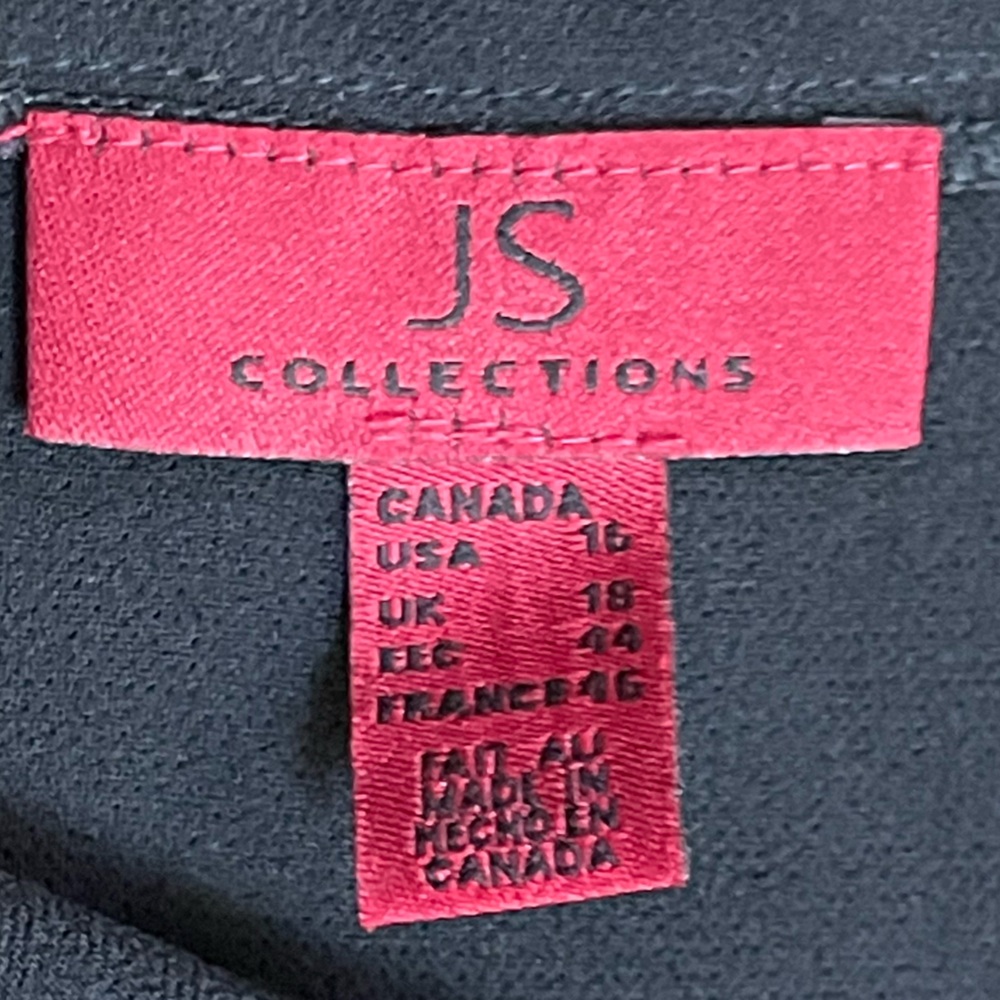 JS
COLLECTIONS
CANADA
USA 16
UK 18
EEC 44
FRANCE 46
FAIT AU
MADE IN
HECHO EN
CANADA